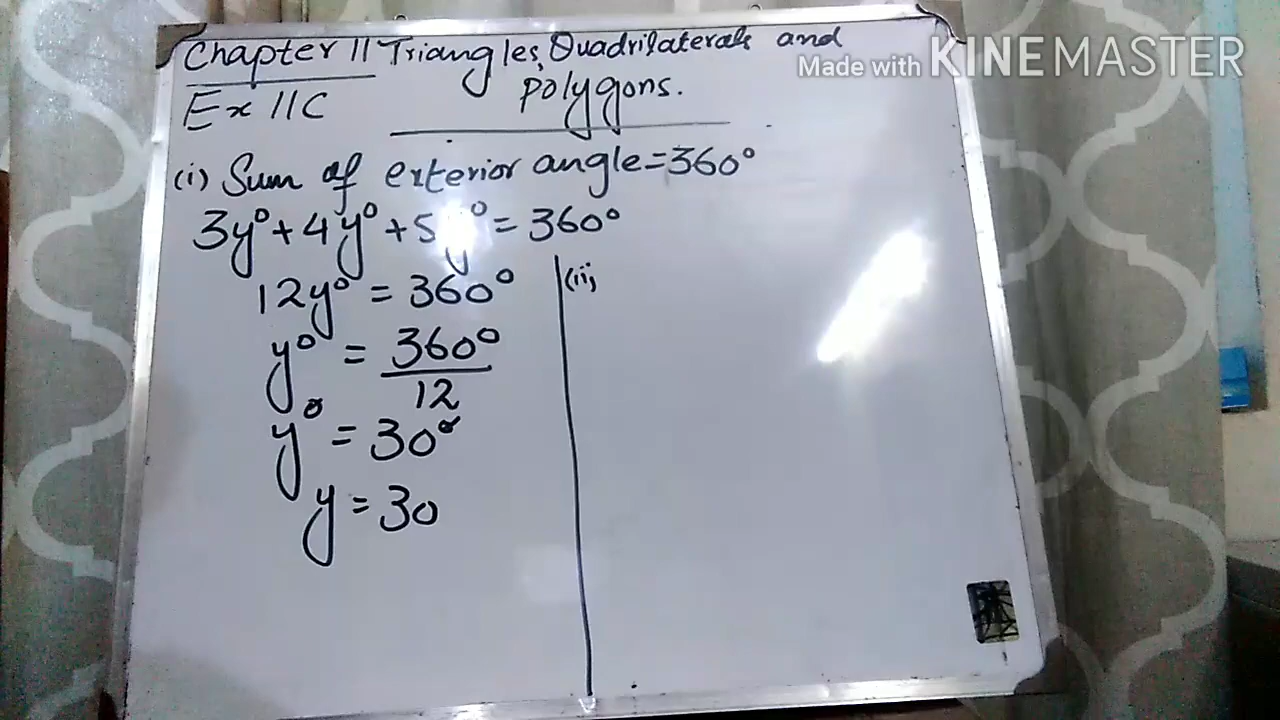 Chapter 11 Triangles, Quadrilaterals and
polygons.
Made with KINEMASTER
Ex 11C
(i) Sum of exterior angle = 360°
3y° + 4y° + 5y° = 360°
12y° = 360°
y° = 360°
12
y° = 30°
y = 30
(ii)